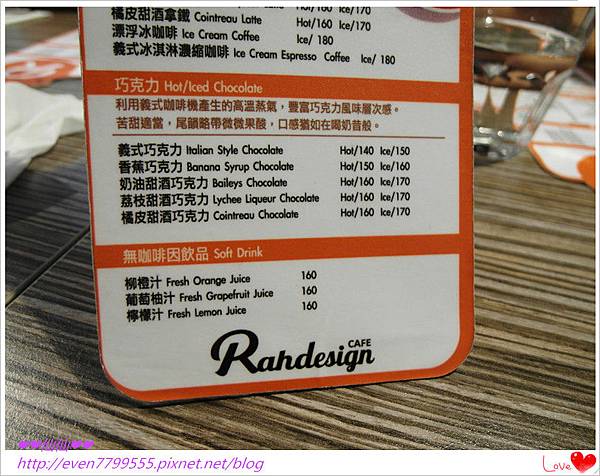 橘皮甜酒拿鐵 Cointreau Latte Hot/160 Ice/170
漂浮冰咖啡 Ice Cream Coffee Ice/ 180
義式冰淇淋濃縮咖啡 Ice Cream Espresso Coffee Ice/ 180
巧克力 Hot/Iced Chocolate
利用義式咖啡機產生的高溫蒸氣，豐富巧克力風味層次感。
苦甜適當，尾韻略帶微微果酸，口感猶如在喝奶昔般。
義式巧克力 Italian Style Chocolate Hot/140 Ice/150
香蕉巧克力 Banana Syrup Chocolate Hot/150 Ice/160
奶油甜酒巧克力 Baileys Chocolate Hot/160 Ice/170
荔枝甜酒巧克力 Lychee Liqueur Chocolate Hot/160 Ice/170
橘皮甜酒巧克力 Cointreau Chocolate Hot/160 Ice/170
無咖啡因飲品 Soft Drink
柳橙汁 Fresh Orange Juice 160
葡萄柚汁 Fresh Grapefruit Juice 160
檸檬汁 Fresh Lemon Juice 160
Rahdesign CAFE
http://even7799555.pixnet.net/blog
Love